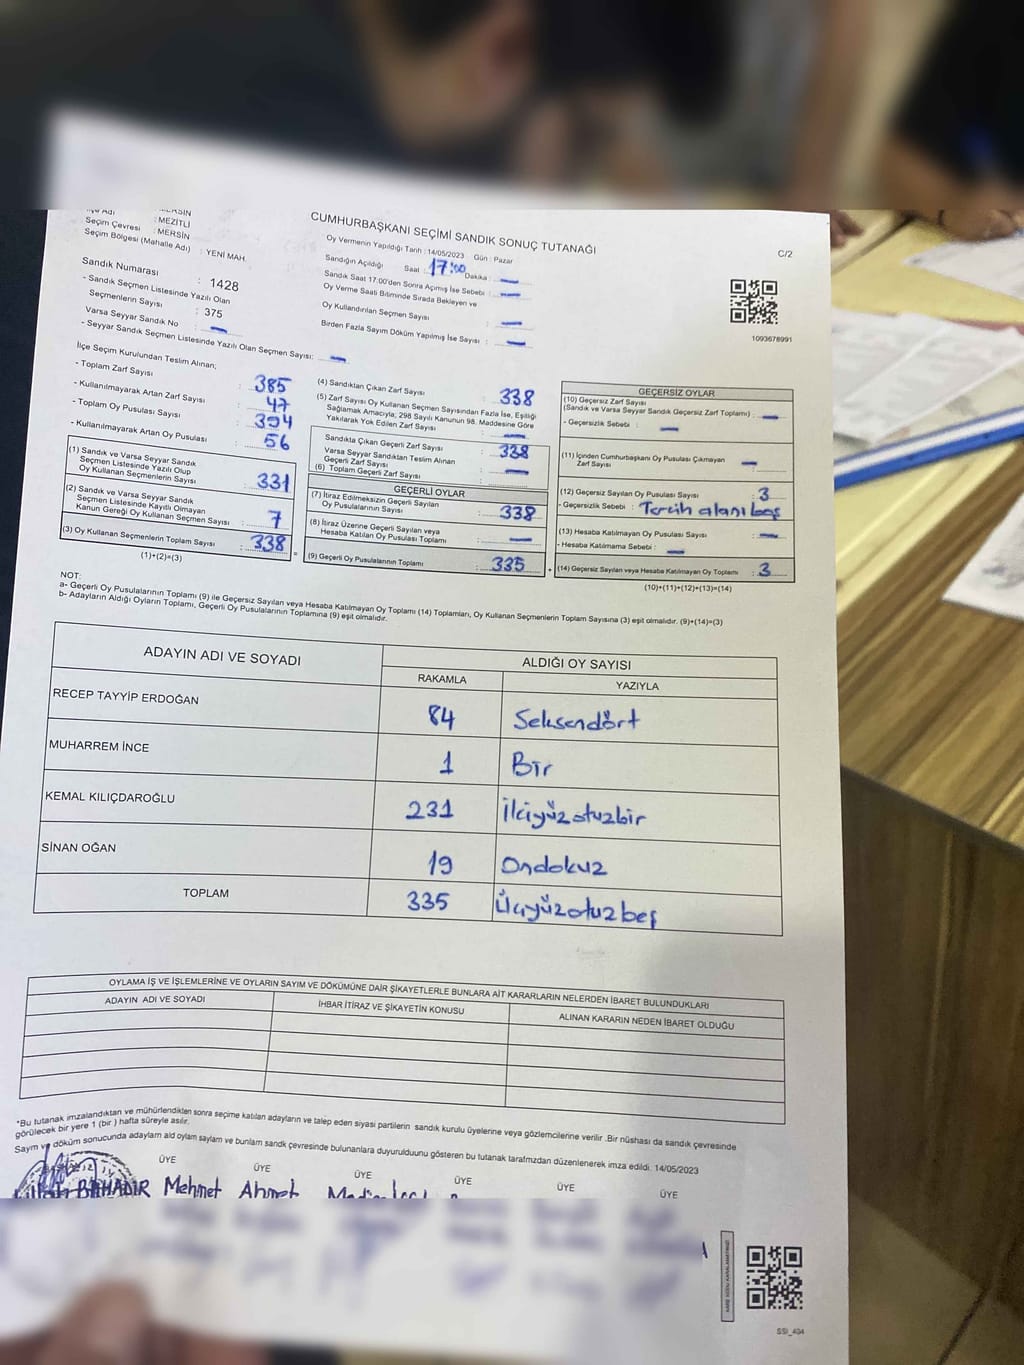 CUMHURBAŞKANI SEÇİMİ SANDIK SONUÇ TUTANAĞI
C/2
İlçe Adı : MEZİTLİ
Seçim Çevresi : MERSİN
Seçim Bölgesi (Mahalle Adı) : YENİ MAH.
Oy Vermenin Yapıldığı Tarih : 14/05/2023 Gün : Pazar
Sandığın Açıldığı Saat : 17:00 Dakika : —
Sandık Saat 17.00'den Sonra Açımış İse Sebebi : —
Oy Verme Saati Bitiminde Sırada Bekleyen ve
Oy Kullandırılan Seçmen Sayısı : —
Birden Fazla Sayım Döküm Yapılmış İse Sayısı : —
1093678991
Sandık Numarası : 1428
- Sandık Seçmen Listesinde Yazılı Olan
Seçmenlerin Sayısı : 375
Varsa Seyyar Sandık No : —
- Seyyar Sandık Seçmen Listesinde Yazılı Olan Seçmen Sayısı: —
İlçe Seçim Kurulundan Teslim Alınan;
- Toplam Zarf Sayısı : 385
- Kullanılmayarak Artan Zarf Sayısı : 47
- Toplam Oy Pusulası Sayısı : 394
- Kullanılmayarak Artan Oy Pusulası : 56
(1) Sandık ve Varsa Seyyar Sandık
Seçmen Listesinde Yazılı Olup
Oy Kullanan Seçmenlerin Sayısı : 331
(2) Sandık ve Varsa Seyyar Sandık
Seçmen Listesinde Kayıtlı Olmayan
Kanun Gereği Oy Kullanan Seçmen Sayısı : 7
(3) Oy Kullanan Seçmenlerin Toplam Sayısı : 338
(1)+(2)=(3)
(4) Sandıktan Çıkan Zarf Sayısı : 338
(5) Zarf Sayısı Oy Kullanan Seçmen Sayısından Fazla İse, Eşitliği
Sağlamak Amacıyla; 298 Sayılı Kanunun 98. Maddesine Göre
Yakılarak Yok Edilen Zarf Sayısı : —
Sandıkta Çıkan Geçerli Zarf Sayısı : 338
Varsa Seyyar Sandıktan Teslim Alınan
Geçerli Zarf Sayısı : —
(6) Toplam Geçerli Zarf Sayısı :
GEÇERLİ OYLAR
(7) İtiraz Edilmeksizin Geçerli Sayılan
Oy Pusulalarının Sayısı : 338
(8) İtiraz Üzerine Geçerli Sayılan veya
Hesaba Katılan Oy Pusulası Toplamı : —
(9) Geçerli Oy Pusulalarının Toplamı : 335
GEÇERSİZ OYLAR
(10) Geçersiz Zarf Sayısı
(Sandık ve Varsa Seyyar Sandık Geçersiz Zarf Toplamı) : —
- Geçersizlik Sebebi : —
(11) İçinden Cumhurbaşkanı Oy Pusulası Çıkmayan
Zarf Sayısı : —
(12) Geçersiz Sayılan Oy Pusulası Sayısı : 3
- Geçersizlik Sebebi : Tercih alanı boş
(13) Hesaba Katılmayan Oy Pusulası Sayısı : —
- Hesaba Katılmama Sebebi : —
(14) Geçersiz Sayılan veya Hesaba Katılmayan Oy Toplamı : 3
(10)+(11)+(12)+(13)=(14)
NOT:
a- Geçerli Oy Pusulalarının Toplamı (9) ile Geçersiz Sayılan veya Hesaba Katılmayan Oy Toplamı (14) Toplamları, Oy Kullanan Seçmenlerin Toplam Sayısına (3) eşit olmalıdır. (9)+(14)=(3)
b- Adayların Aldığı Oyların Toplamı, Geçerli Oy Pusulalarının Toplamına (9) eşit olmalıdır.
ADAYIN ADI VE SOYADI ALDIĞI OY SAYISI
RAKAMLA YAZIYLA
RECEP TAYYİP ERDOĞAN 84 Seksendört
MUHARREM İNCE 1 Bir
KEMAL KILIÇDAROĞLU 231 İkiyüzotuzbir
SİNAN OĞAN 19 Ondokuz
TOPLAM 335 Üçyüzotuzbeş
OYLAMA İŞ VE İŞLEMLERİNE VE OYLARIN SAYIM VE DÖKÜMÜNE DAİR ŞİKAYETLERLE BUNLARA AİT KARARLARIN NELERDEN İBARET BULUNDUKLARI
ADAYIN ADI VE SOYADI İHBAR İTİRAZ VE ŞİKAYETİN KONUSU ALINAN KARARIN NEDEN İBARET OLDUĞU
*Bu tutanak imzalandıktan ve mühürlendikten sonra seçime katılan adayların ve talep eden siyasi partilerin sandık kurulu üyelerine veya gözlemcilerine verilir .Bir nüshası da sandık çevresinde
görülecek bir yere 1 (bir ) hafta süreyle asılır.
Sayım ve döküm sonucunda adayların ald oyların sayların ve bunların sandk çevresinde bulunanlara duyurulduunu gösteren bu tutanak tarafmzdan düzenlenerek imza edildi. 14/05/2023
ÜYE ÜYE ÜYE ÜYE ÜYE ÜYE
BAHADIR Mehmet Ahmet
SSI_494